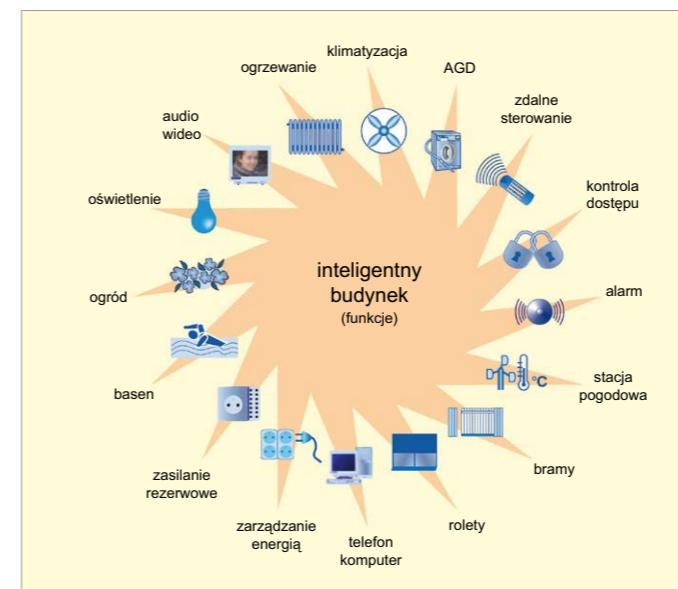 klimatyzacja
ogrzewanie
AGD
zdalne
sterowanie
audio
wideo
kontrola
dostępu
oświetlenie
inteligentny
budynek
(funkcje)
alarm
ogród
°C
stacja
pogodowa
basen
bramy
zasilanie
rezerwowe
rolety
zarządzanie
energią
telefon
komputer